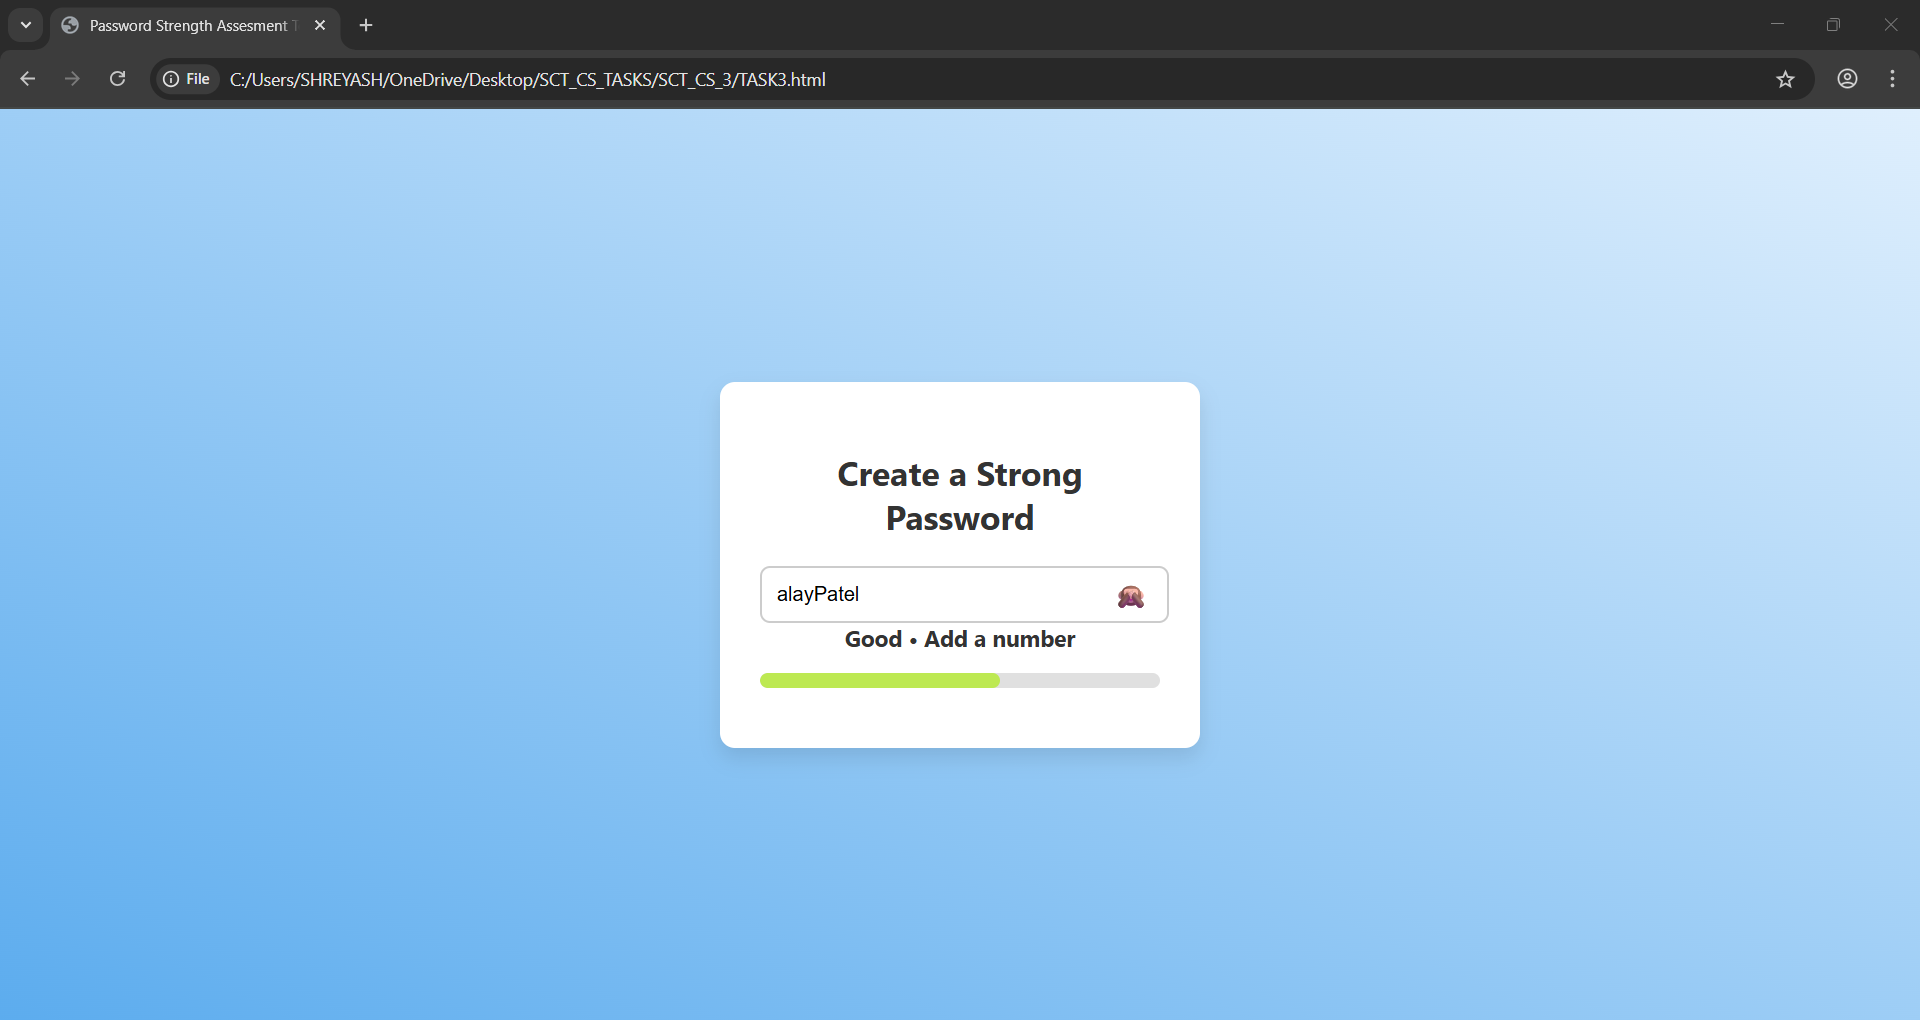 Password Strength Assesment
File
C:/Users/SHREYASH/OneDrive/Desktop/SCT_CS_TASKS/SCT_CS_3/TASK3.html
Create a Strong
Password
alayPatel
Good • Add a number